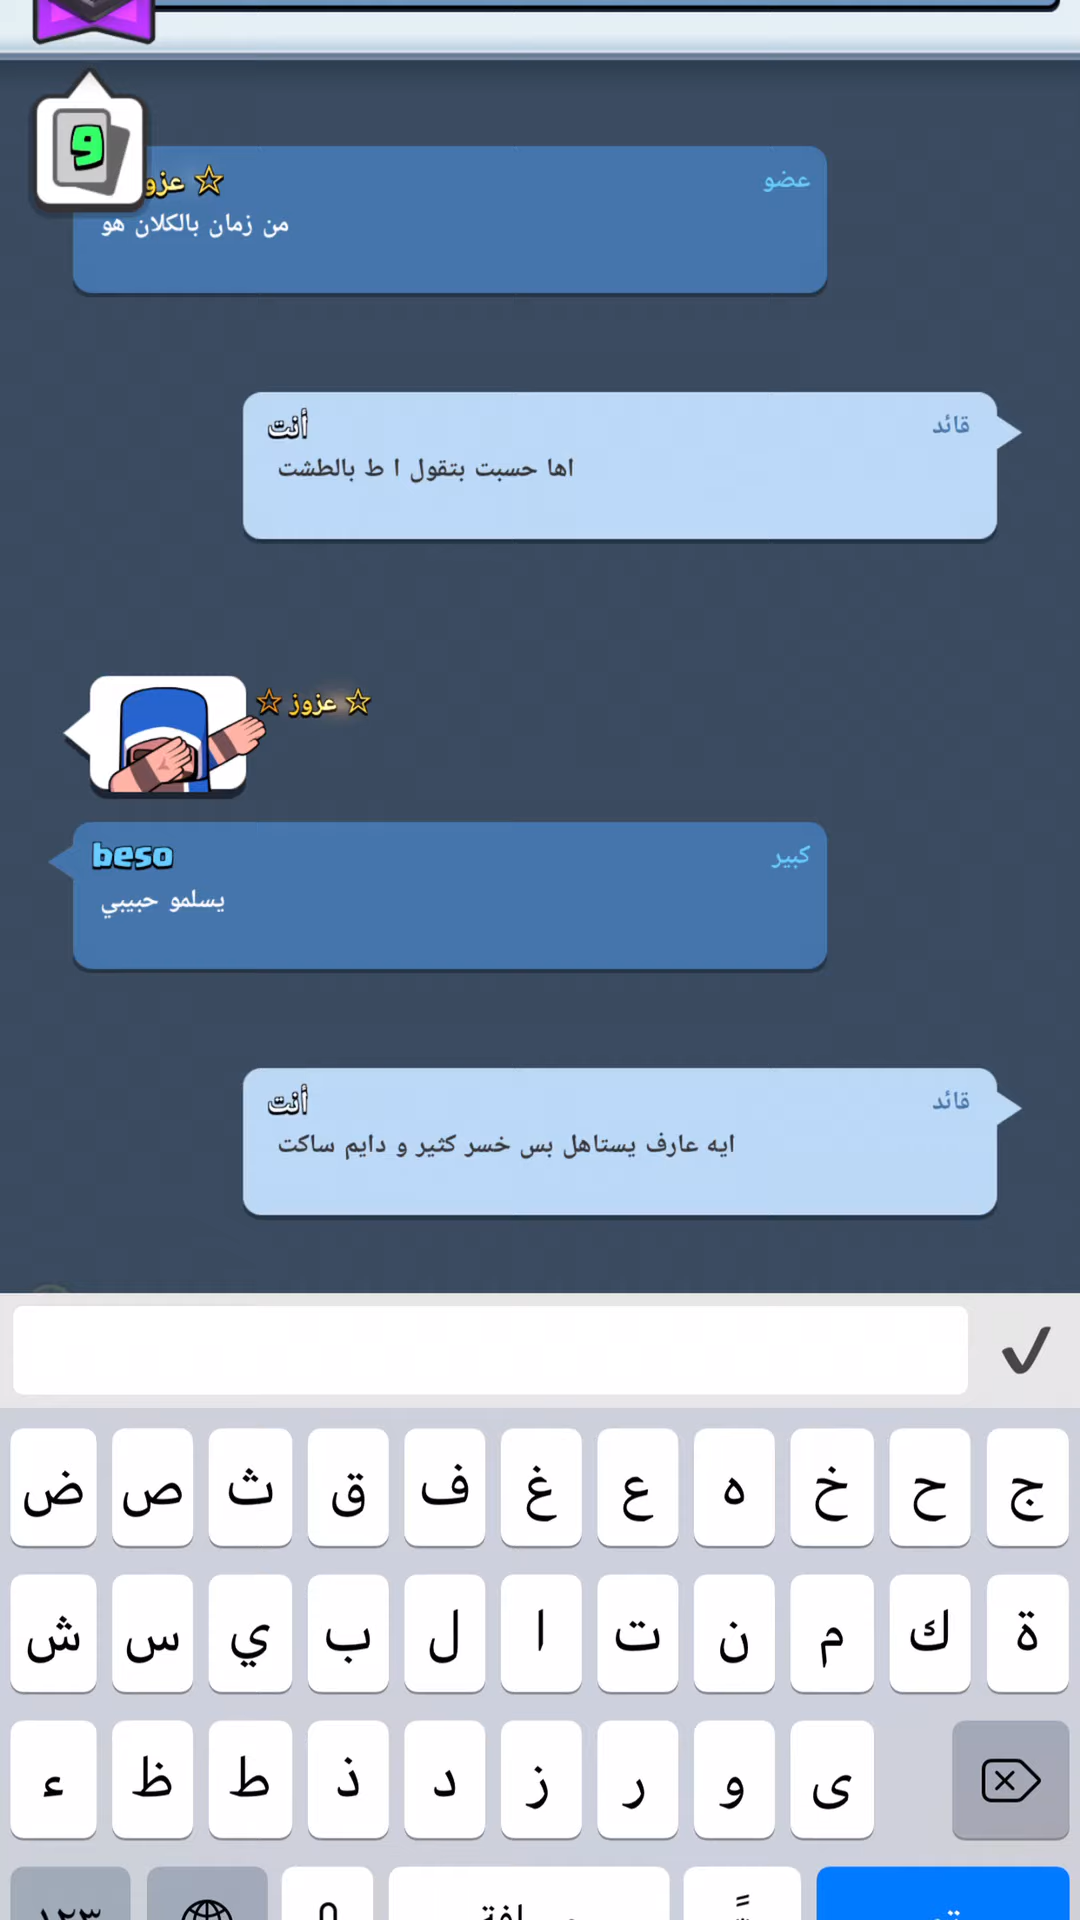 و
☆ عزو
عضو
من زمان بالكلان هو
أنت
قائد
اها حسبت بتقول ا ط بالطشت
☆ عزوز ☆
beso
كبير
يسلمو حبيبي
أنت
قائد
ايه عارف يستاهل بس خسر كثير و دايم ساكت
ض ص ث ق ف غ ع ه خ ح ج
ش س ي ب ل ا ت ن م ك ة
ء ظ ط ذ د ز ر و ى
١٢٣